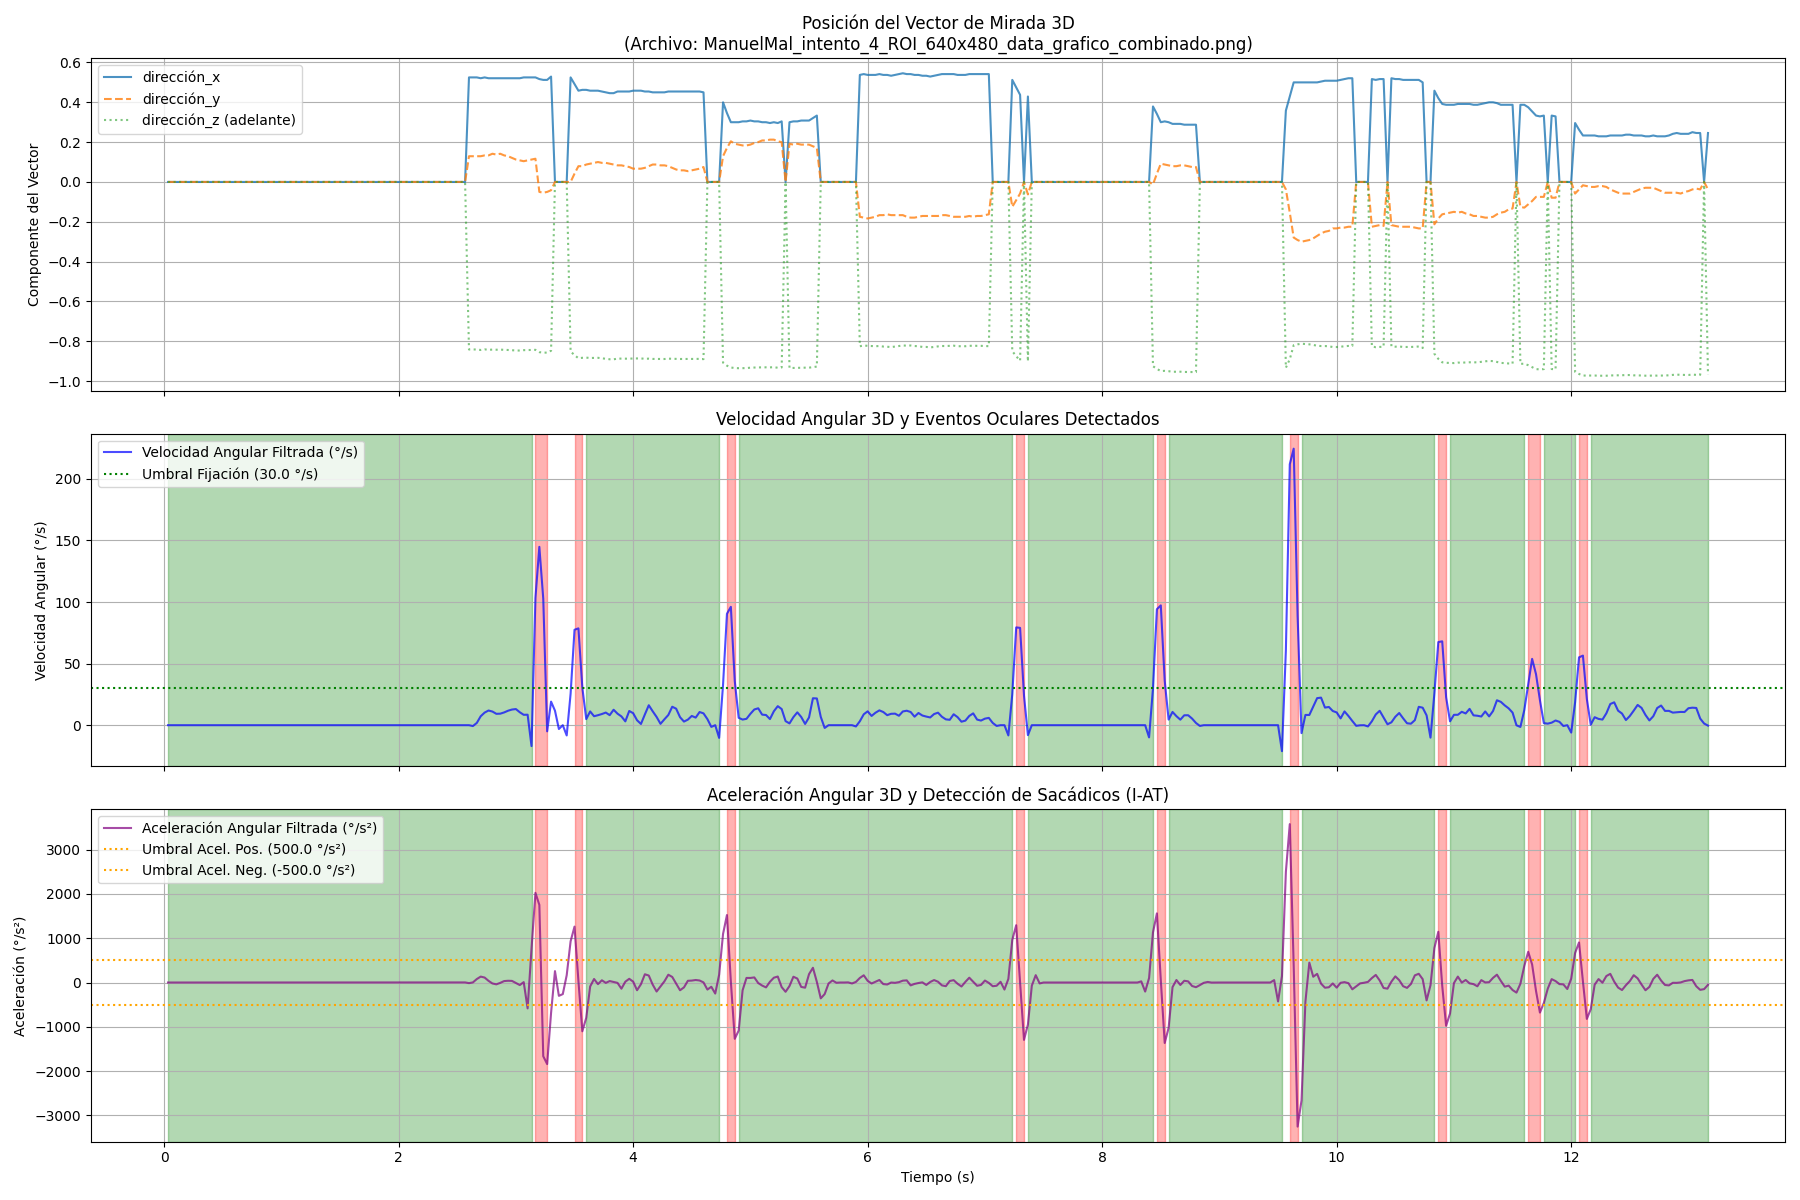 Posición del Vector de Mirada 3D
(Archivo: ManuelMal_intento_4_ROI_640x480_data_grafico_combinado.png)
dirección_x
dirección_y
dirección_z (adelante)
Componente del Vector
0.6
0.4
0.2
0.0
−0.2
−0.4
−0.6
−0.8
−1.0
Velocidad Angular 3D y Eventos Oculares Detectados
Velocidad Angular Filtrada (°/s)
Umbral Fijación (30.0 °/s)
Velocidad Angular (°/s)
200
150
100
50
0
Aceleración Angular 3D y Detección de Sacádicos (I-AT)
Aceleración Angular Filtrada (°/s²)
Umbral Acel. Pos. (500.0 °/s²)
Umbral Acel. Neg. (-500.0 °/s²)
Aceleración (°/s²)
3000
2000
1000
0
−1000
−2000
−3000
0 2 4 6 8 10 12
Tiempo (s)